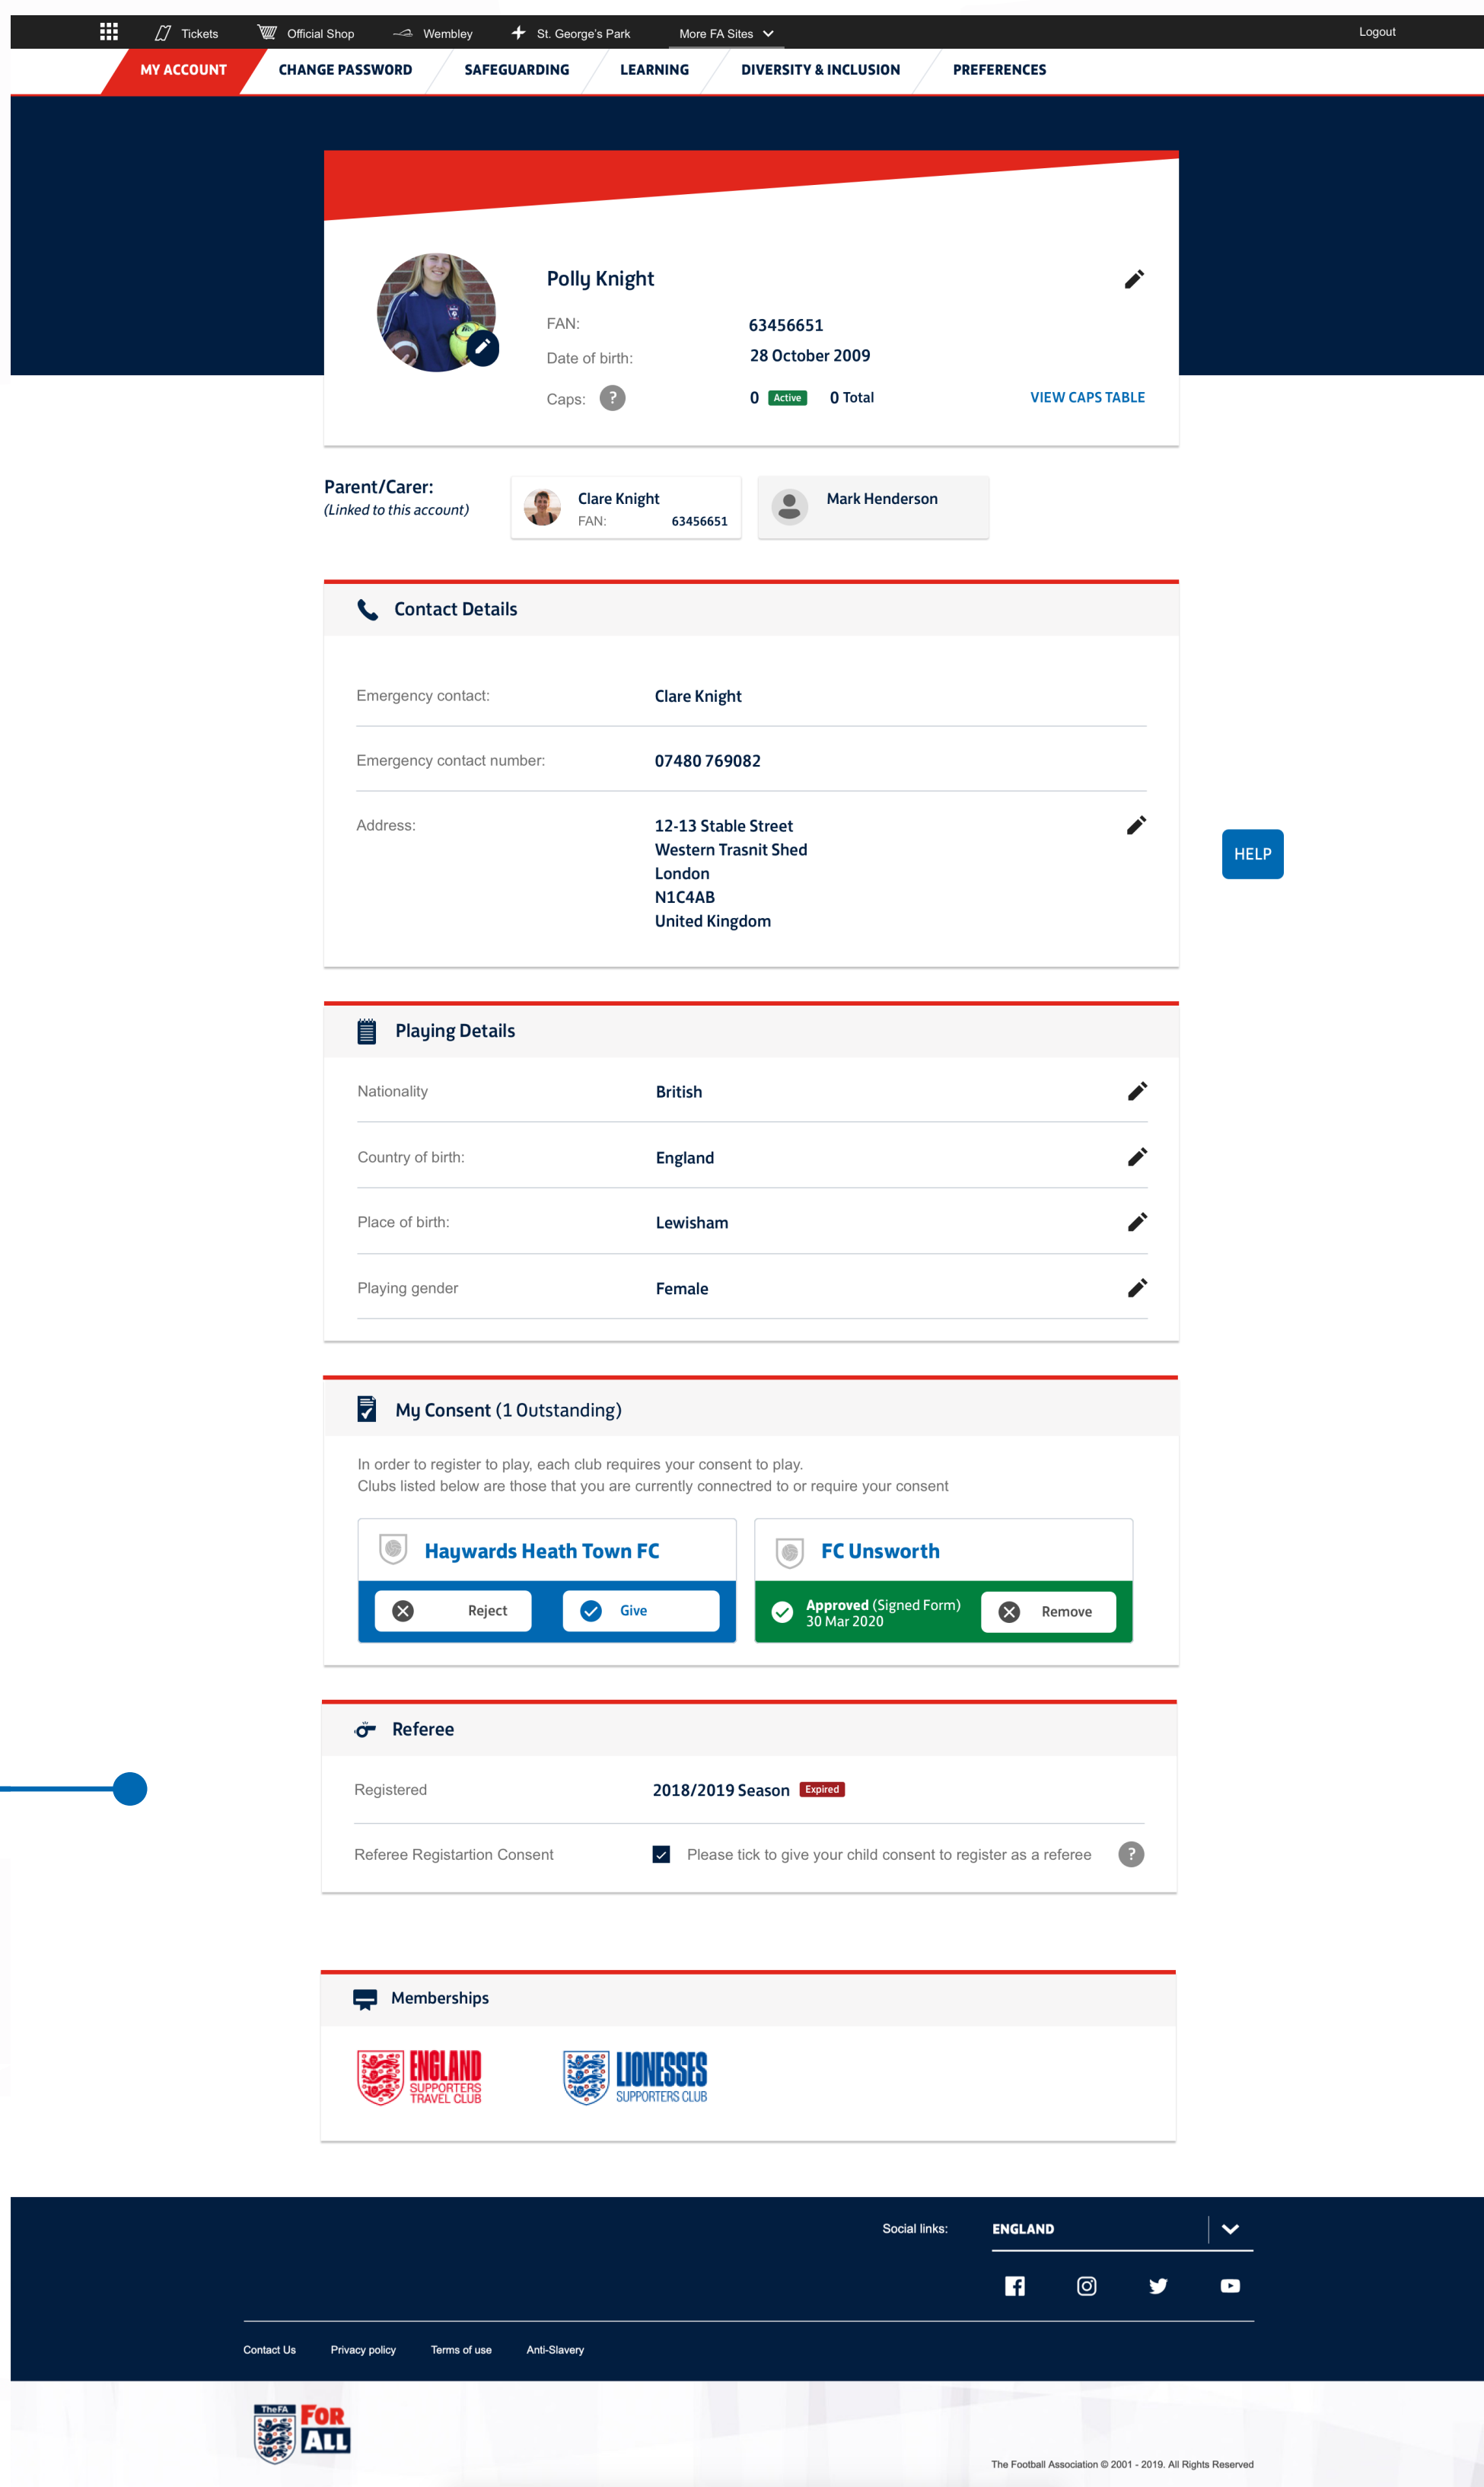 Tickets Official Shop Wembley St. George's Park More FA Sites Logout
MY ACCOUNT CHANGE PASSWORD SAFEGUARDING LEARNING DIVERSITY & INCLUSION PREFERENCES
Polly Knight
FAN: 63456651
Date of birth: 28 October 2009
Caps: ? 0 Active 0 Total VIEW CAPS TABLE
Parent/Carer:
(Linked to this account)
Clare Knight
FAN: 63456651
Mark Henderson
Contact Details
Emergency contact: Clare Knight
Emergency contact number: 07480 769082
Address: 12-13 Stable Street
Western Trasnit Shed
London
N1C4AB
United Kingdom
HELP
Playing Details
Nationality British
Country of birth: England
Place of birth: Lewisham
Playing gender Female
My Consent (1 Outstanding)
In order to register to play, each club requires your consent to play.
Clubs listed below are those that you are currently connectred to or require your consent
Haywards Heath Town FC
Reject Give
FC Unsworth
Approved (Signed Form)
30 Mar 2020
Remove
Referee
Registered 2018/2019 Season Expired
Referee Registartion Consent Please tick to give your child consent to register as a referee ?
Memberships
ENGLAND
SUPPORTERS
TRAVEL CLUB
LIONESSES
SUPPORTERS CLUB
Social links: ENGLAND
Contact Us Privacy policy Terms of use Anti-Slavery
TheFA
FOR
ALL
The Football Association © 2001 - 2019. All Rights Reserved